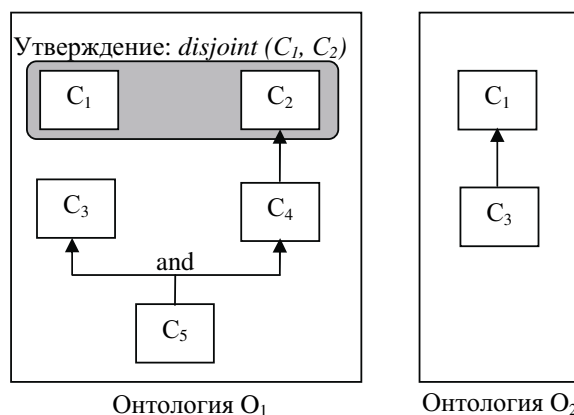 Утверждение: disjoint (C₁, C₂)
C₁
C₂
C₁
C₃
C₄
C₃
and
C₅
Онтология O₁
Онтология O₂